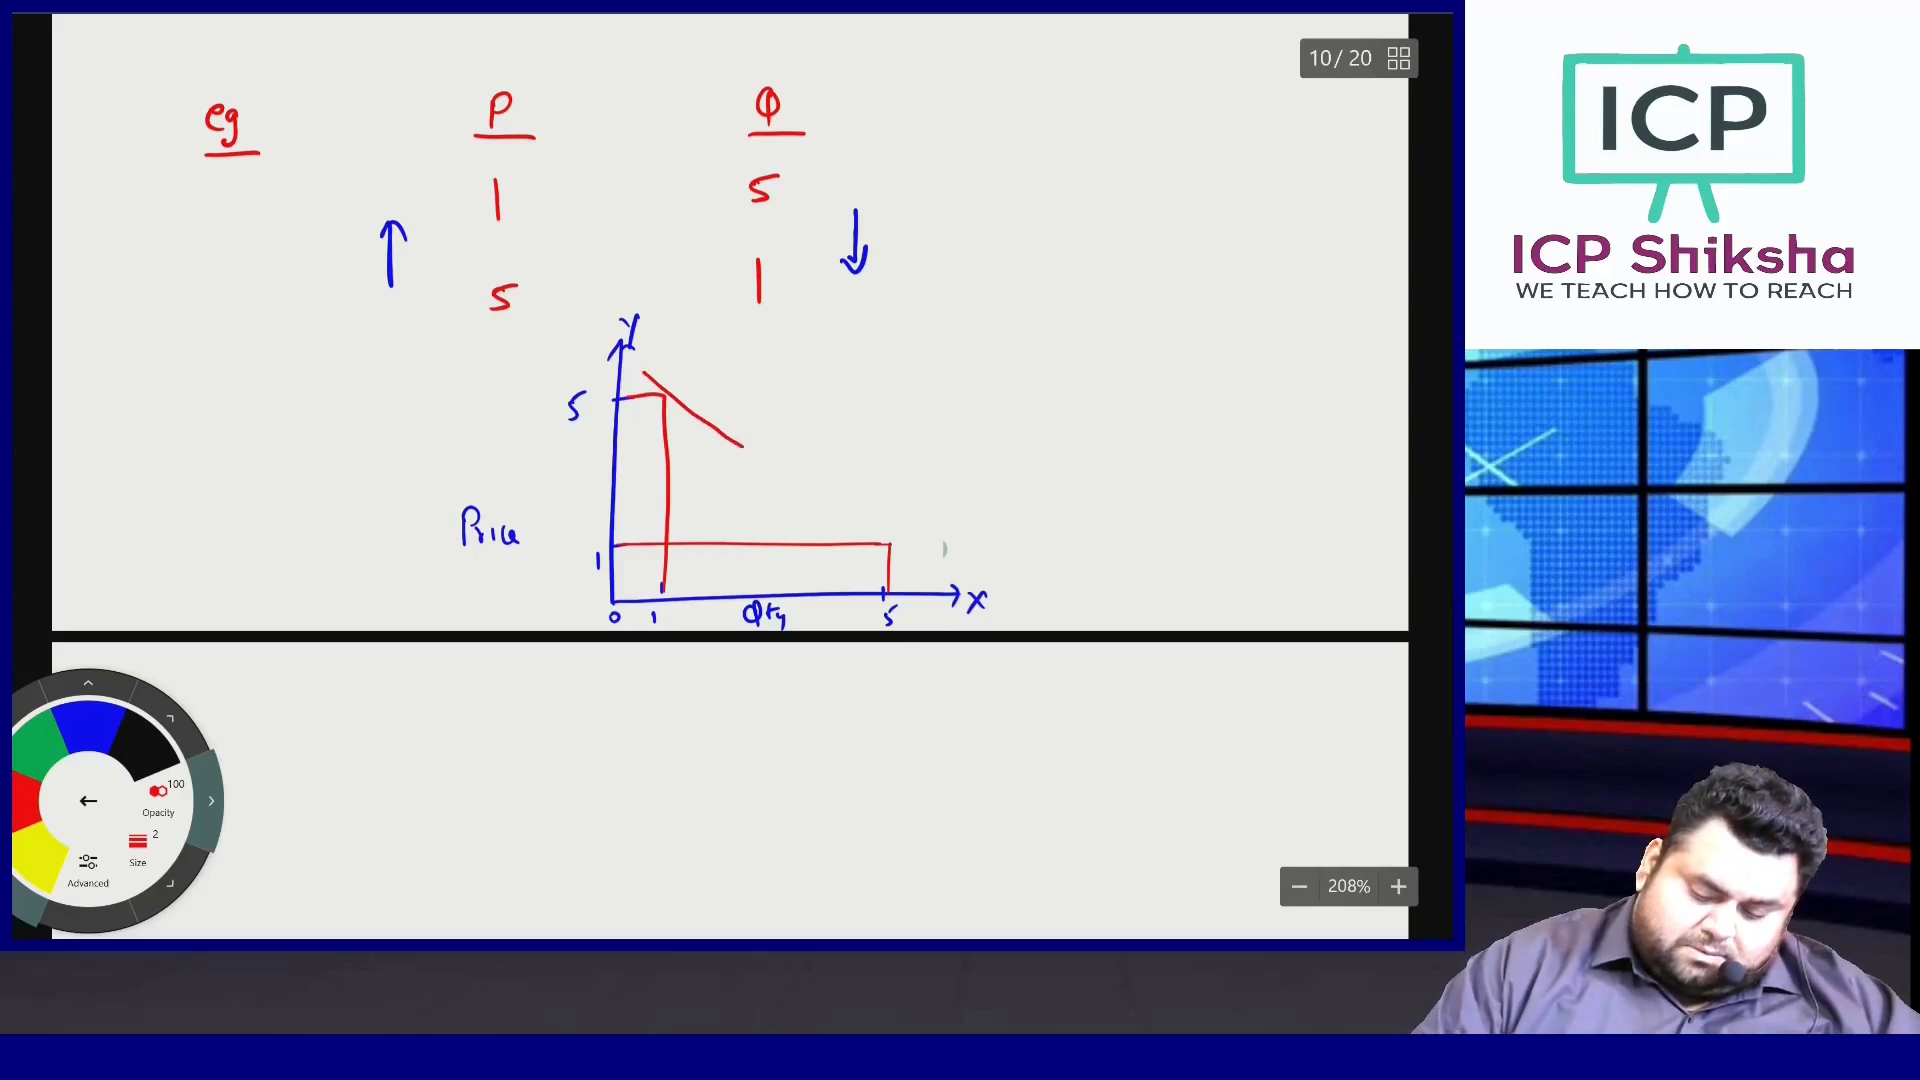 10 / 20
ICP
ICP Shiksha
WE TEACH HOW TO REACH
eg P Q
1 5
5 1
Y
5
Price
1
0 1 Qty 5 X
100
Opacity
2
Size
Advanced
208%